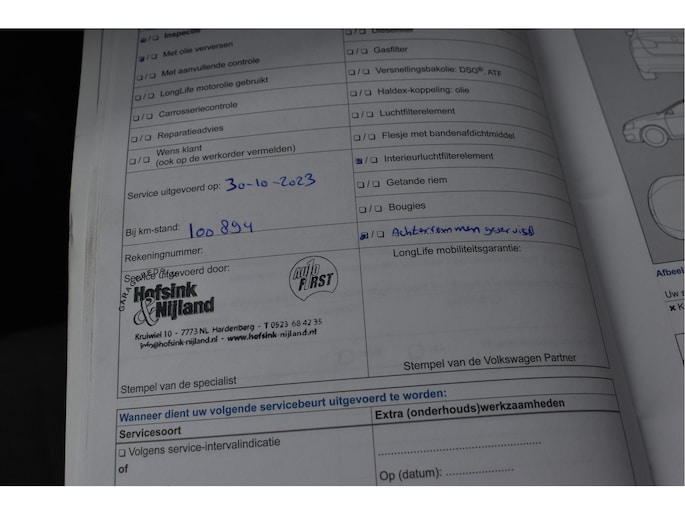 ▣ / ❏ Inspectie
▣ / ❏ Met olie verversen
❏ / ❏ Met aanvullende controle
❏ / ❏ LongLife motorolie gebruikt
❏ / ❏ Carrosseriecontrole
❏ / ❏ Reparatieadvies
❏ / ❏ Wens klant
(ook op de werkorder vermelden)
Service uitgevoerd op: 30-10-2023
Bij km-stand: 100 894
Rekeningnummer:
Service uitgevoerd door:
Hofsink
& Nijland
Auto
FIRST
Kruiwiel 10 - 7773 NL Hardenberg - T 0523 68 42 35
info@hofsink-nijland.nl - www.hofsink-nijland.nl
Stempel van de specialist
❏ / ❏ Dieselfilter
❏ / ❏ Gasfilter
❏ / ❏ Versnellingsbakolie: DSG®, ATF
❏ / ❏ Haldex-koppeling: olie
❏ / ❏ Luchtfilterelement
❏ / ❏ Flesje met bandenafdichtmiddel
▣ / ❏ Interieurluchtfilterelement
❏ / ❏ Getande riem
❏ / ❏ Bougies
▣ / ❏ Achterremmen gereviseerd
LongLife mobiliteitsgarantie:
Stempel van de Volkswagen Partner
Wanneer dient uw volgende servicebeurt uitgevoerd te worden:
Servicesoort
❏ Volgens service-intervalindicatie
of
Extra (onderhouds)werkzaamheden
Op (datum):
Afbeel
Uw s
× K